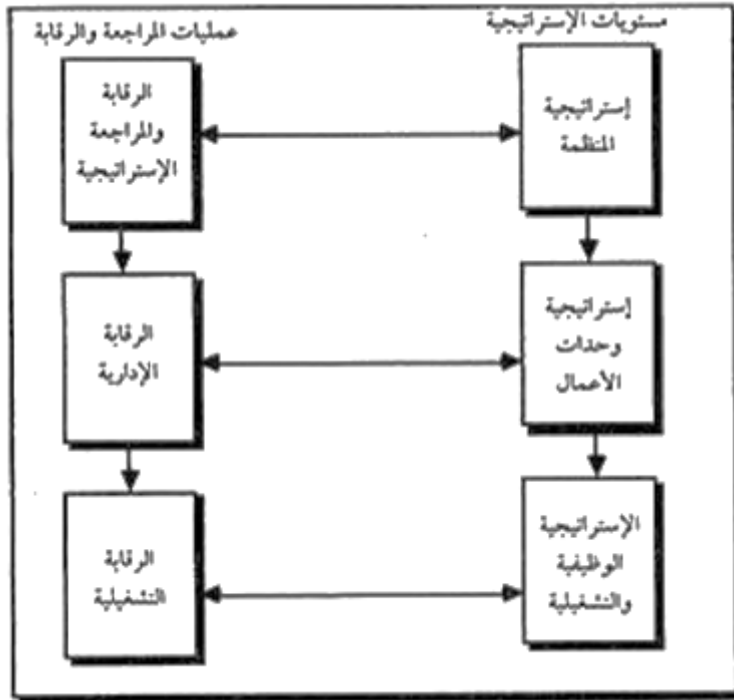 مستويات الإستراتيجية
عمليات المراجعة والرقابة
إستراتيجية
المنظمة
الرقابة
والمراجعة
الإستراتيجية
إستراتيجية
وحدات
الأعمال
الرقابة
الإدارية
الإستراتيجية
الوظيفية
والتشغيلية
الرقابة
التشغيلية